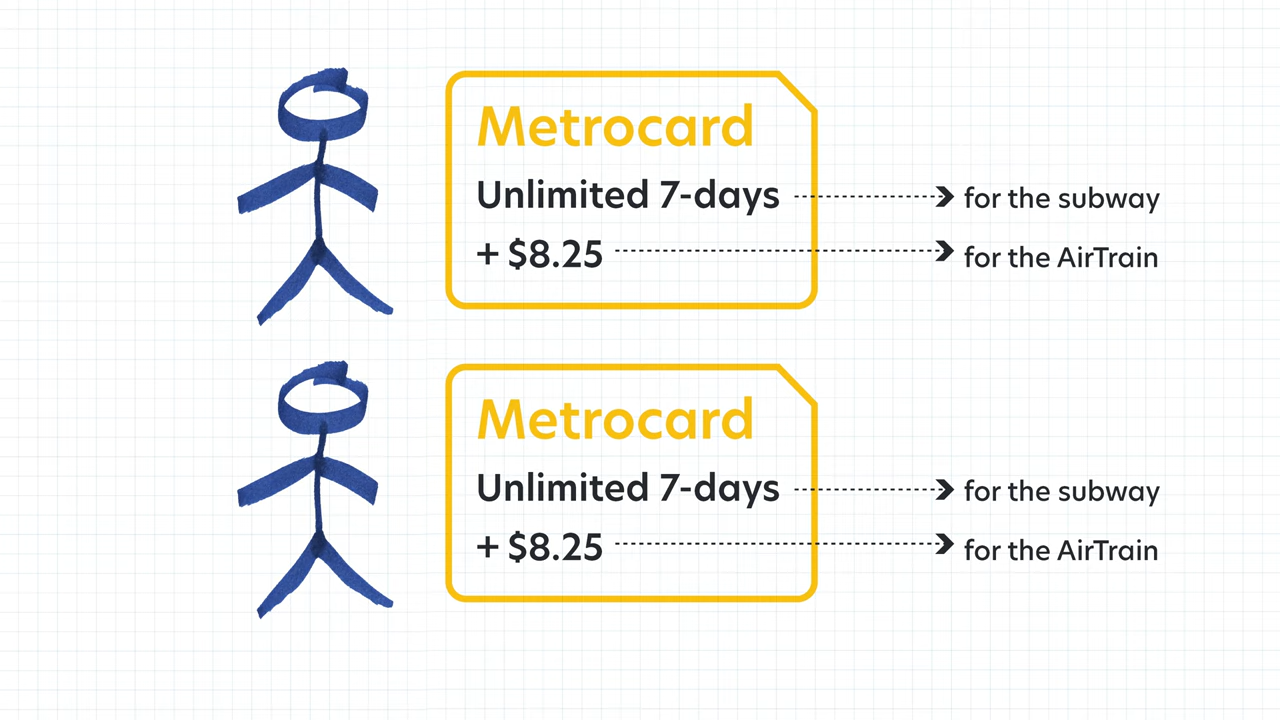 Metrocard
Unlimited 7-days for the subway
+ $8.25 for the AirTrain
Metrocard
Unlimited 7-days for the subway
+ $8.25 for the AirTrain